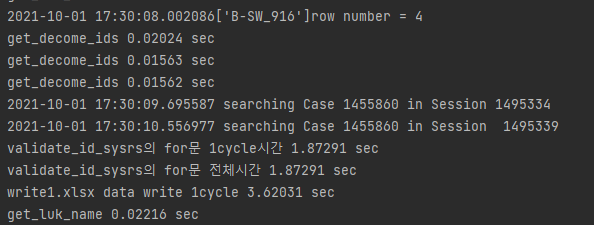 2021-10-01 17:30:08.002086['B-SW_916']row number = 4
get_decome_ids 0.02024 sec
get_decome_ids 0.01563 sec
get_decome_ids 0.01562 sec
2021-10-01 17:30:09.695587 searching Case 1455860 in Session 1495334
2021-10-01 17:30:10.556977 searching Case 1455860 in Session  1495339
validate_id_sysrs의 for문 1cycle시간 1.87291 sec
validate_id_sysrs의 for문 전체시간 1.87291 sec
write1.xlsx data write 1cycle 3.62031 sec
get_luk_name 0.02216 sec